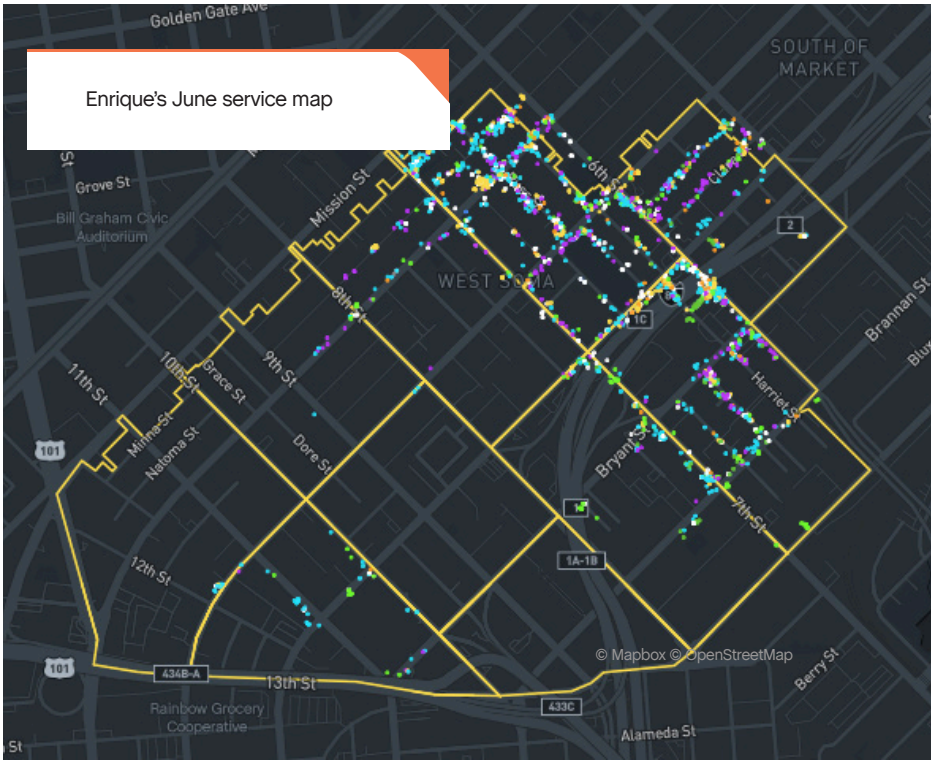 Golden Gate Ave
SOUTH OF
MARKET
Enrique's June service map
St
Grove St
Mission St
6th St
Bill Graham Civic
Auditorium
2
WEST SOMA
8th St
1C
Brannan St
10th St
Grace St
9th St
11th St
Harriet St
Minna St
Natoma St
Dore St
101
Bryant St
7th St
1A-1B
12th St
© Mapbox © OpenStreetMap
101
434B-A
13th St
Berry St
Rainbow Grocery
Cooperative
433C
Alameda St
St